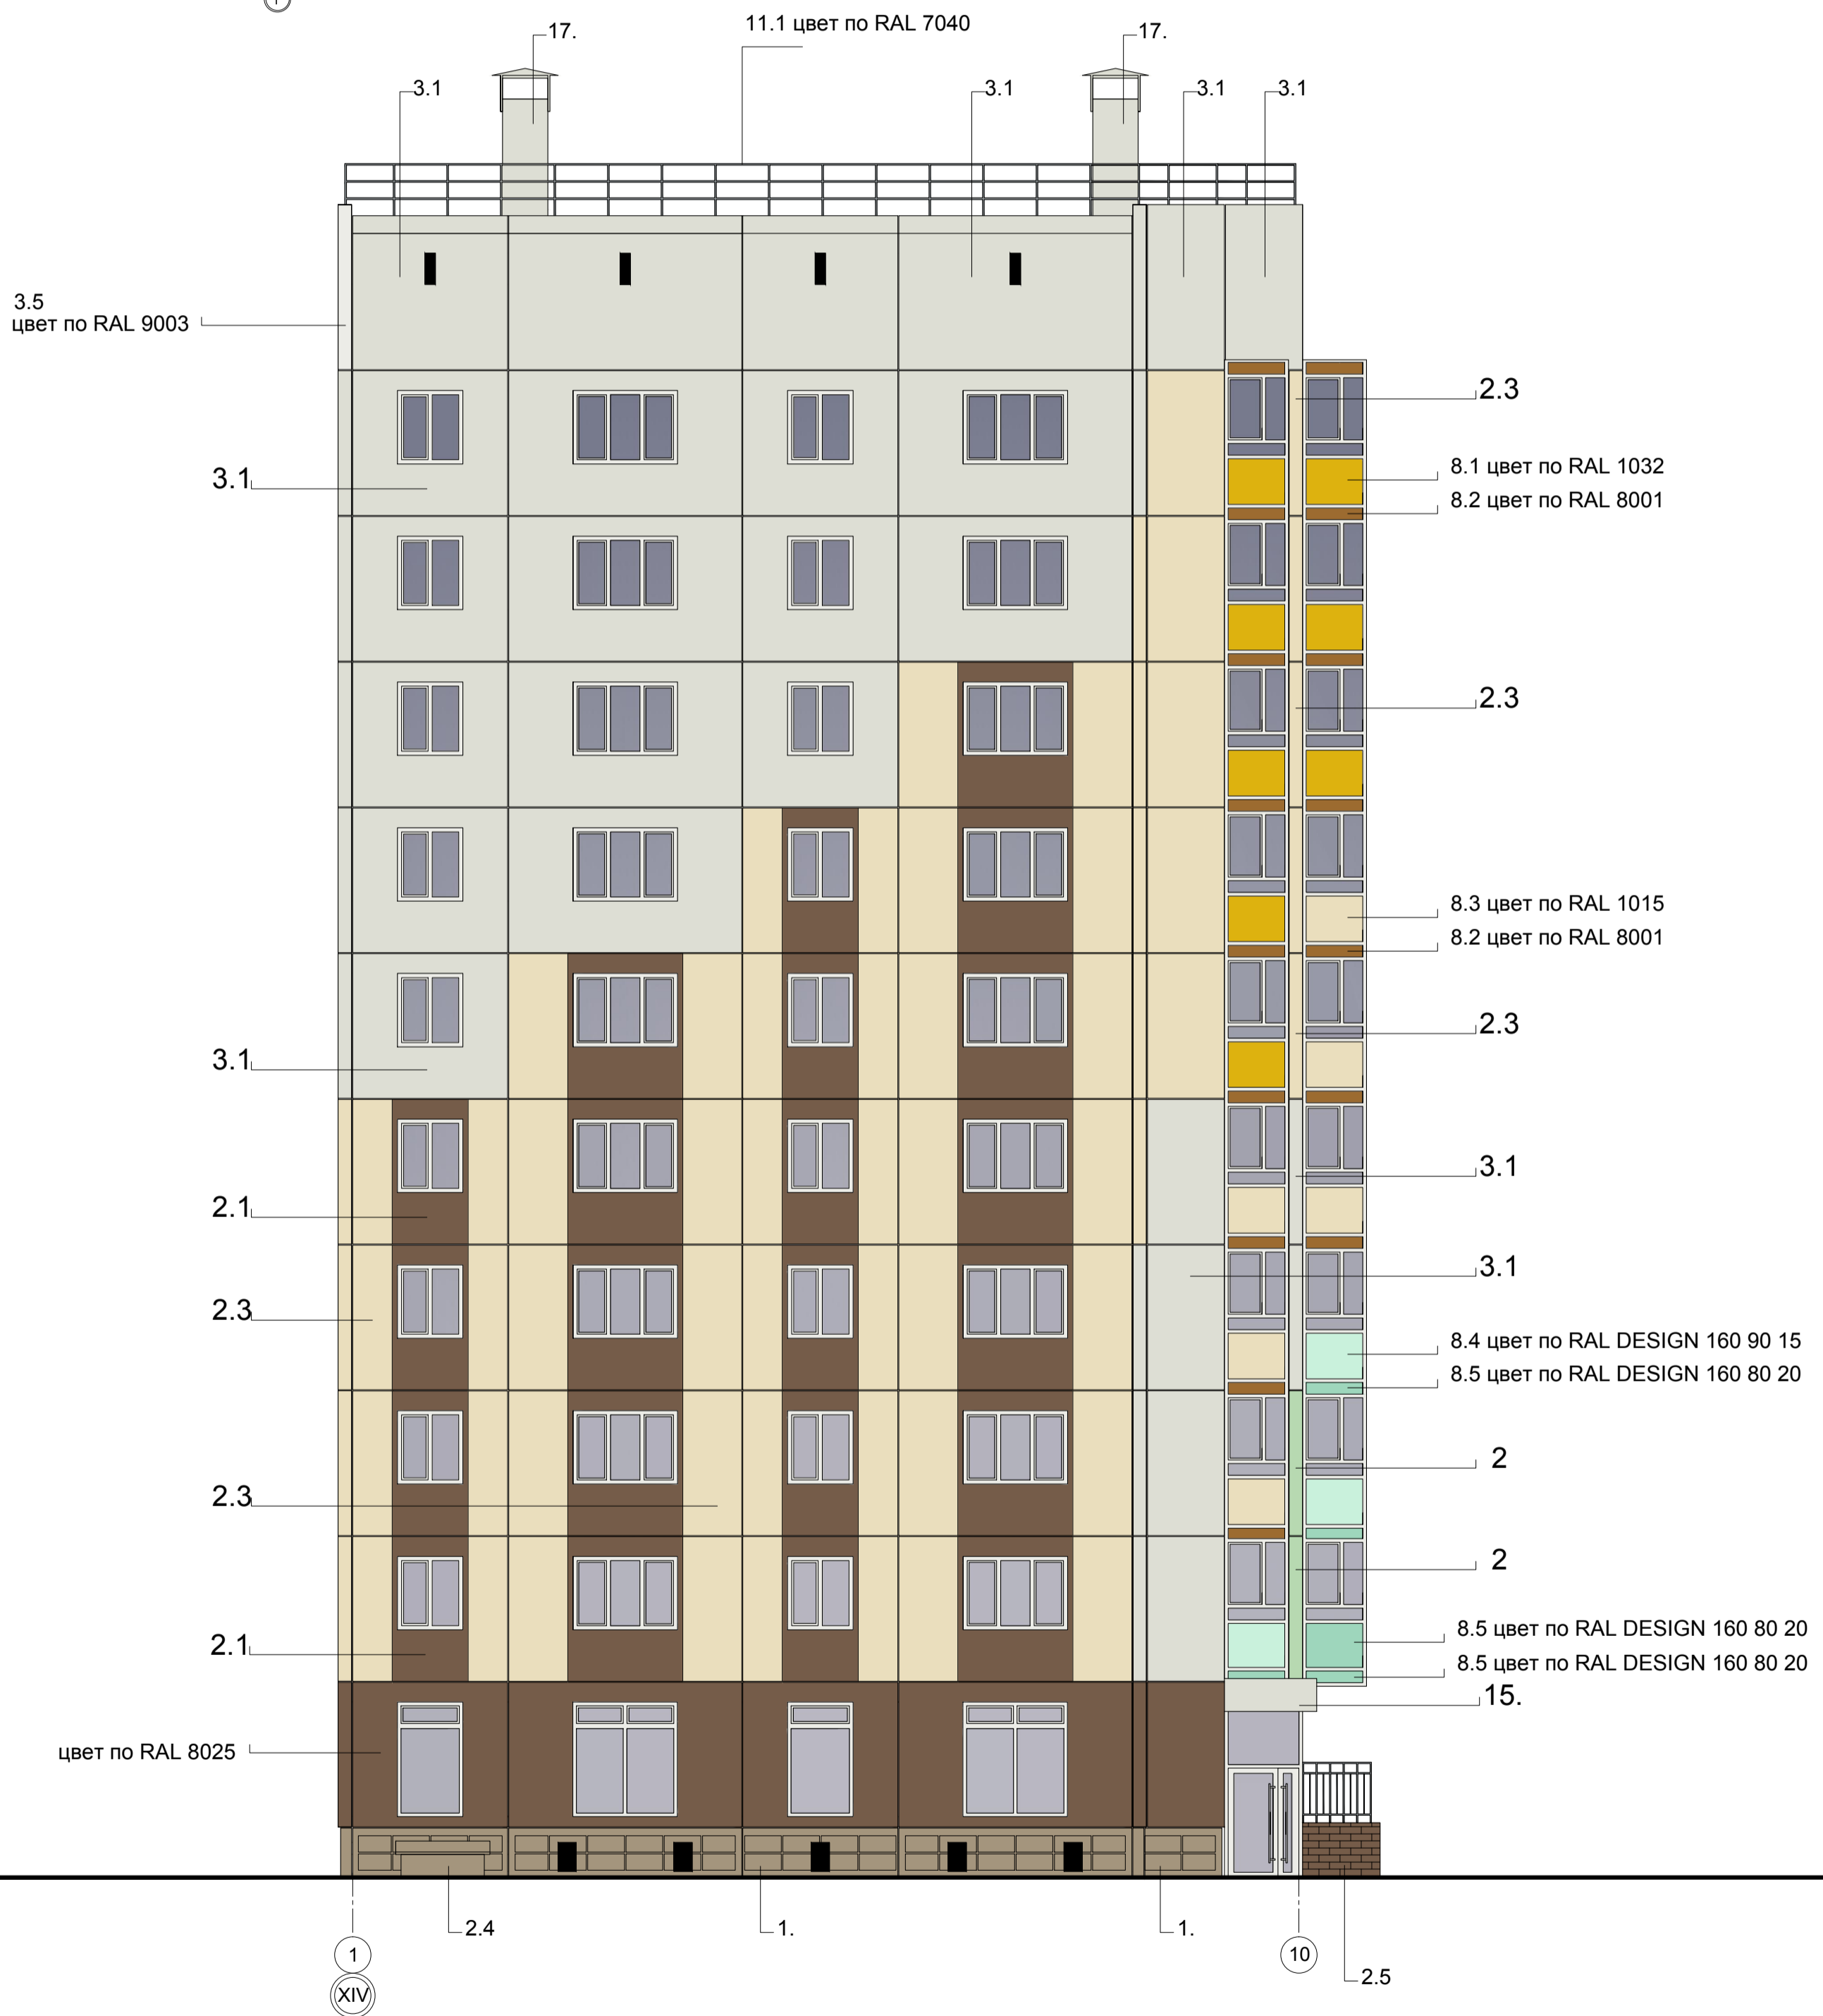 17.
11.1 цвет по RAL 7040
17.
3.1
3.1
3.1
3.1
3.5
цвет по RAL 9003
2.3
8.1 цвет по RAL 1032
3.1
8.2 цвет по RAL 8001
2.3
8.3 цвет по RAL 1015
8.2 цвет по RAL 8001
2.3
3.1
3.1
2.1
3.1
2.3
8.4 цвет по RAL DESIGN 160 90 15
8.5 цвет по RAL DESIGN 160 80 20
2
2.3
2
8.5 цвет по RAL DESIGN 160 80 20
2.1
8.5 цвет по RAL DESIGN 160 80 20
15.
цвет по RAL 8025
2.4
1.
1.
1
10
2.5
XIV